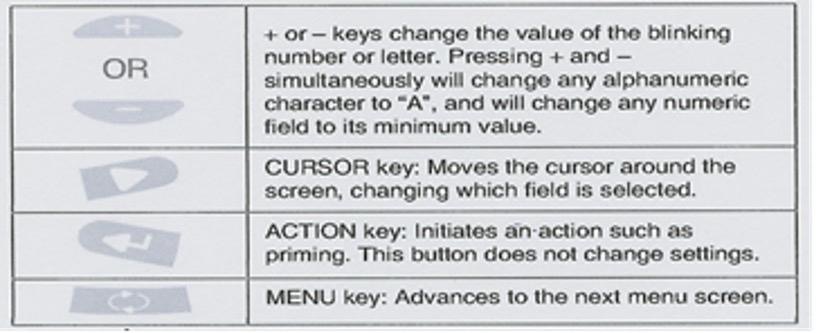 +
OR
–
+ or – keys change the value of the blinking
number or letter. Pressing + and –
simultaneously will change any alphanumeric
character to "A", and will change any numeric
field to its minimum value.
CURSOR key: Moves the cursor around the
screen, changing which field is selected.
ACTION key: Initiates an action such as
priming. This button does not change settings.
MENU key: Advances to the next menu screen.